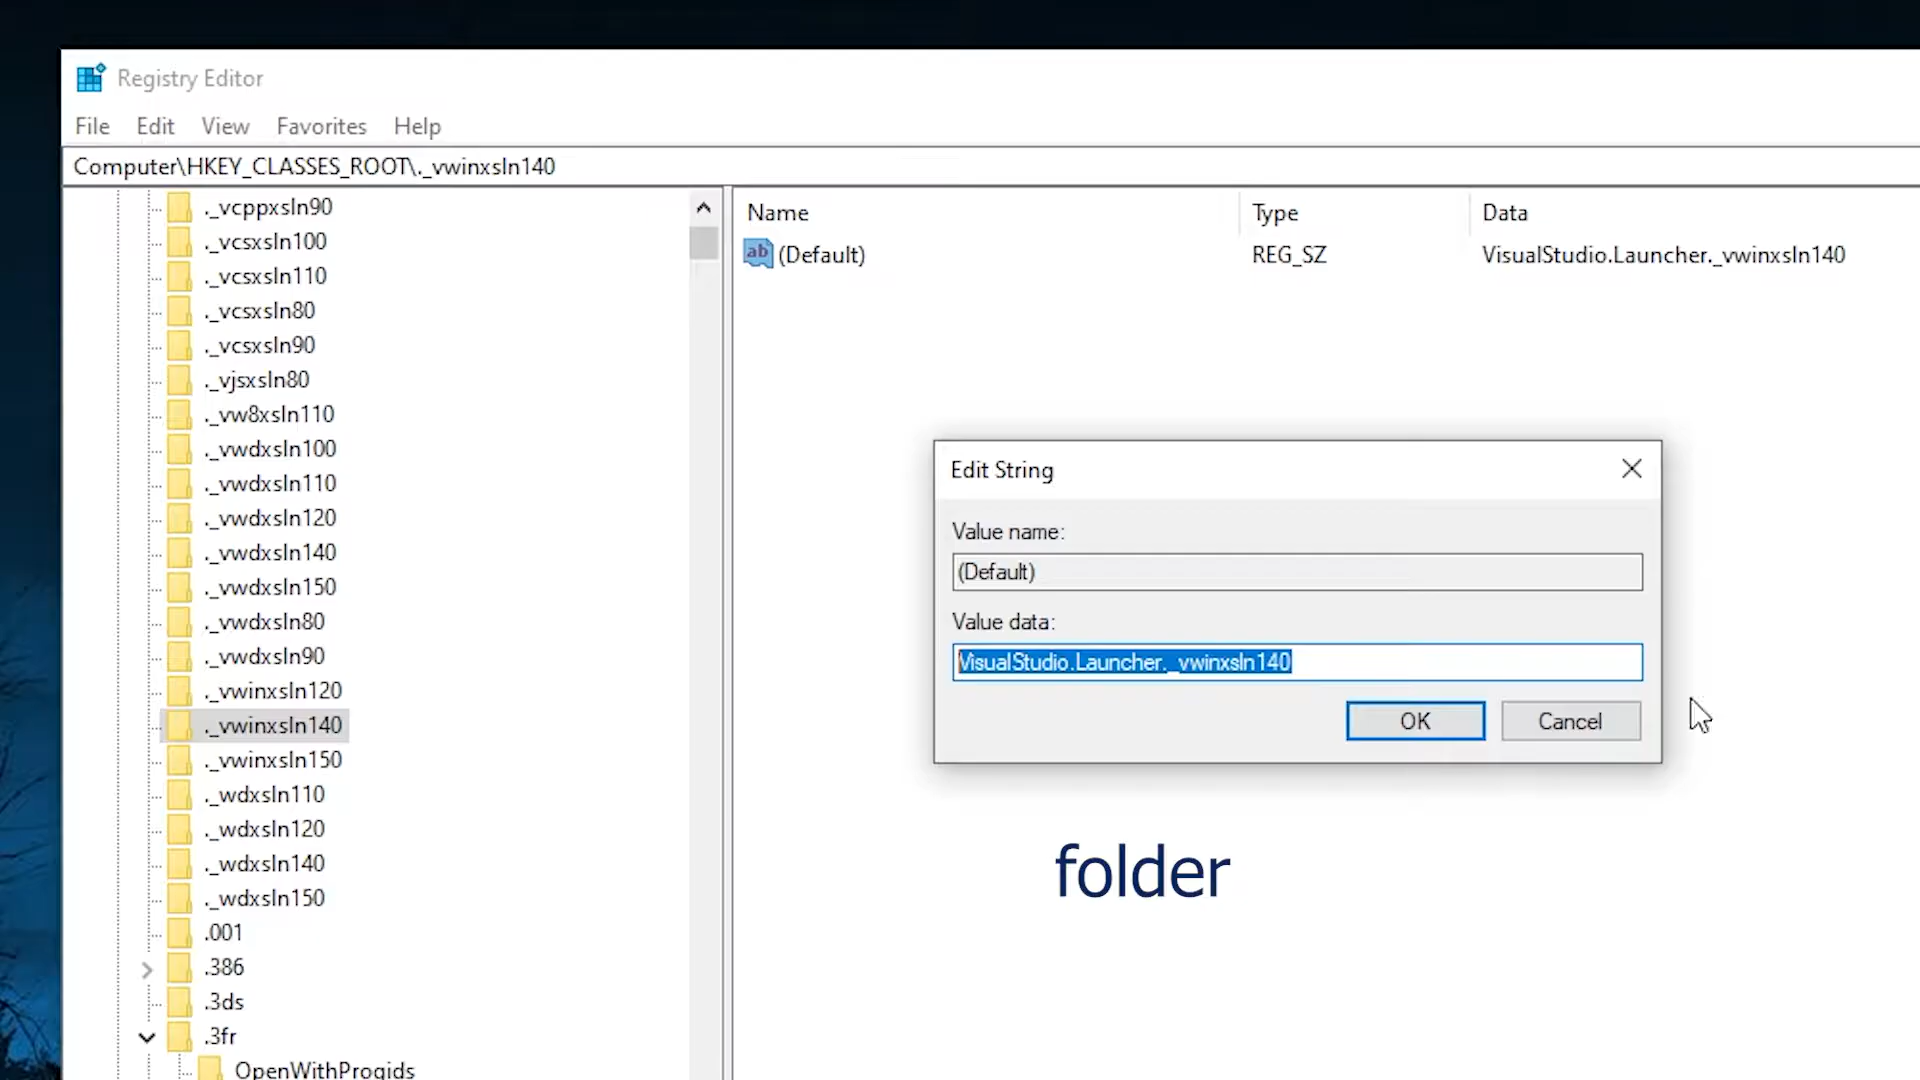 Registry Editor
File Edit View Favorites Help
Computer\HKEY_CLASSES_ROOT\._vwinxsln140
._vcppxsln90
._vcsxsln100
._vcsxsln110
._vcsxsln80
._vcsxsln90
._vjsxsln80
._vw8xsln110
._vwdxsln100
._vwdxsln110
._vwdxsln120
._vwdxsln140
._vwdxsln150
._vwdxsln80
._vwdxsln90
._vwinxsln120
._vwinxsln140
._vwinxsln150
._wdxsln110
._wdxsln120
._wdxsln140
._wdxsln150
.001
.386
.3ds
.3fr
OpenWithProgids
Name Type Data
ab (Default) REG_SZ VisualStudio.Launcher._vwinxsln140
Edit String
Value name:
(Default)
Value data:
VisualStudio.Launcher._vwinxsln140
OK Cancel
folder